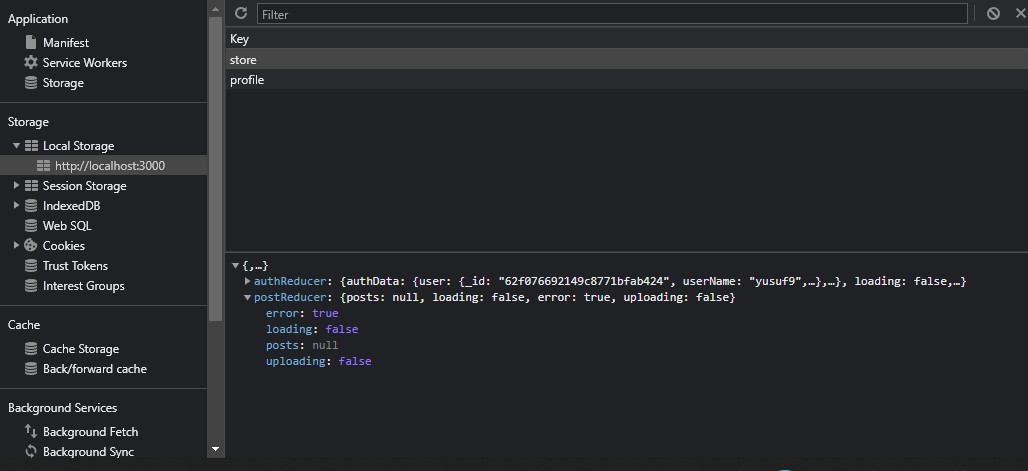 Application
Manifest
Service Workers
Storage
Storage
Local Storage
http://localhost:3000
Session Storage
IndexedDB
Web SQL
Cookies
Trust Tokens
Interest Groups
Cache
Cache Storage
Back/forward cache
Background Services
Background Fetch
Background Sync
Filter
Key
store
profile
{,…}
authReducer: {authData: {user: {_id: "62f076692149c8771bfab424", userName: "yusuf9",…},…}, loading: false,…}
postReducer: {posts: null, loading: false, error: true, uploading: false}
error: true
loading: false
posts: null
uploading: false